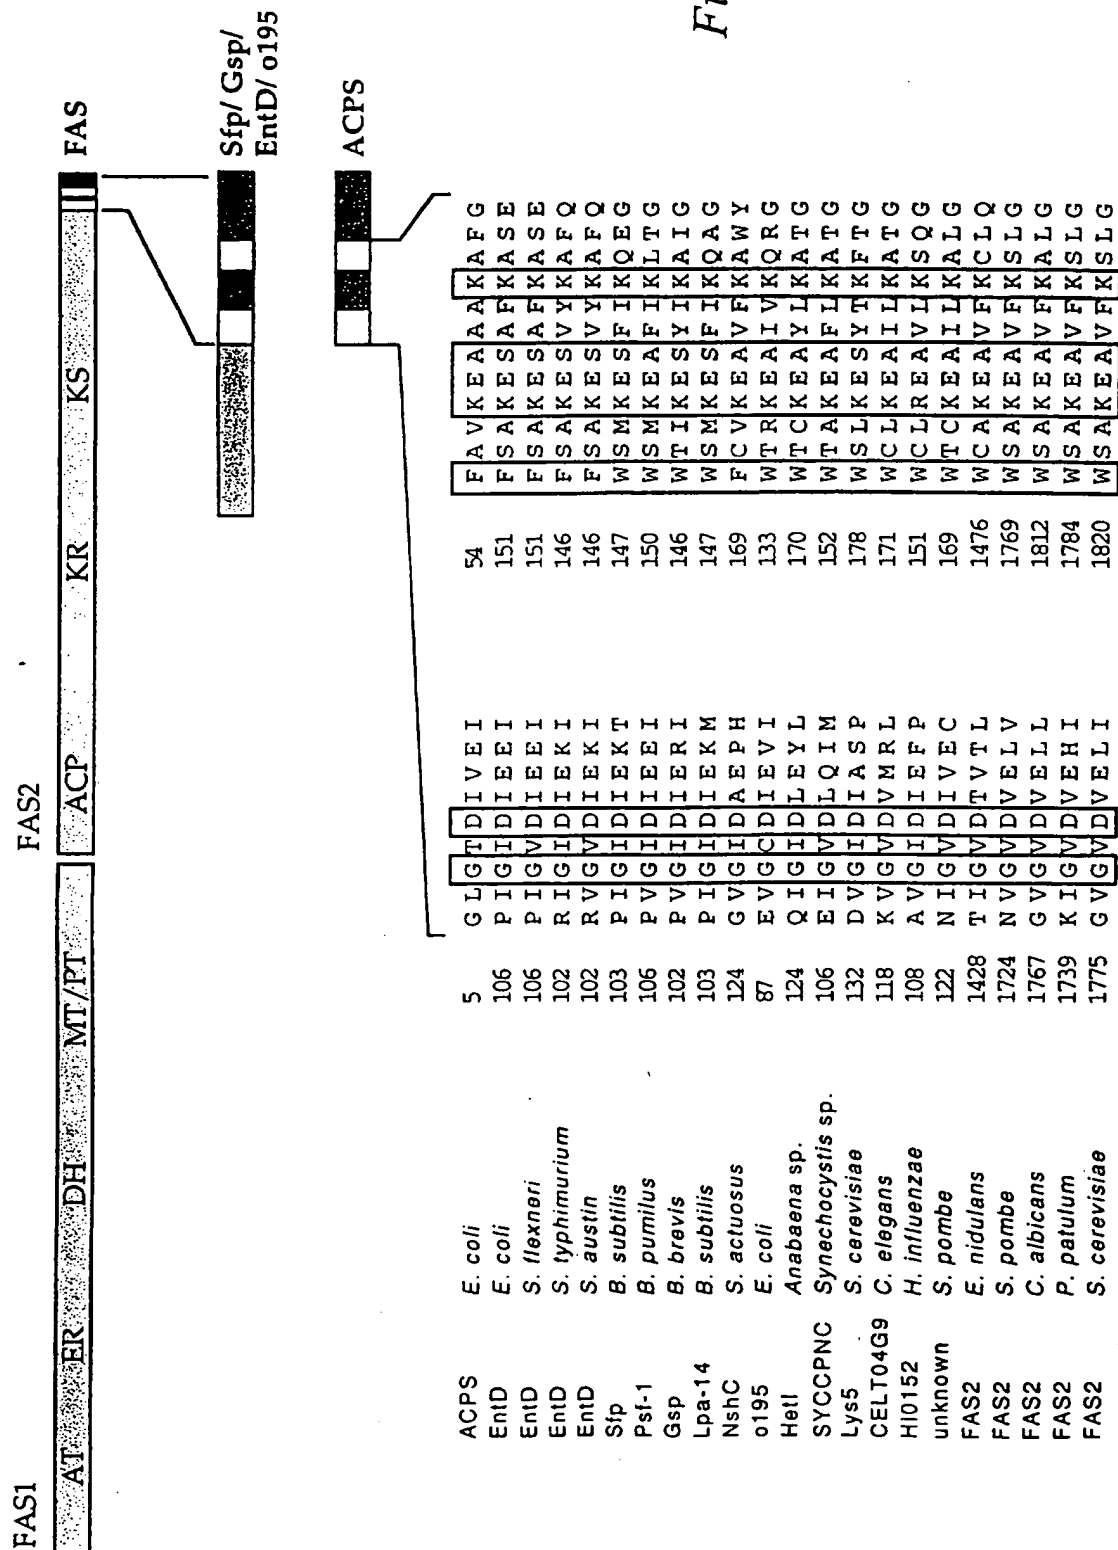 FAS1 FAS2
AT ER DH MT/PT ACP KR KS FAS
Sfp/ Gsp/
EntD/ o195
ACPS
ACPS E. coli 5 G L G T D I V E I 54 F A V K E A A A K A F G
EntD E. coli 106 P I G I D I E E I 151 F S A K E S A F K A S E
EntD S. flexneri 106 P I G V D I E E I 151 F S A K E S A F K A S E
EntD S. typhimurium 102 R I G I D I E K I 146 F S A K E S V Y K A F Q
EntD S. austin 102 R V G V D I E K I 146 F S A K E S V Y K A F Q
Sfp B. subtilis 103 P I G I D I E K T 147 W S M K E S F I K Q E G
Psf-1 B. pumilus 106 P V G I D I E E I 150 W S M K E A F I K L T G
Gsp B. brevis 102 P V G I D I E R I 146 W T I K E S Y I K A I G
Lpa-14 B. subtilis 103 P I G I D I E K M 147 W S M K E S F I K Q A G
NshC S. actuosus 124 G V G I D A E P H 169 F C V K E A V F K A W Y
o195 E. coli 87 E V G C D I E V I 133 W T R K E A I V K Q R G
HetI Anabaena sp. 124 Q I G I D L E Y L 170 W T C K E A Y L K A T G
SYCCPNC Synechocystis sp. 106 E I G V D L Q I M 152 W T A K E A F L K A T G
Lys5 S. cerevisiae 132 D V G I D I A S P 178 W S L K E S Y T K F T G
CELT04G9 C. elegans 118 K V G V D V M R L 171 W C L K E A I L K A T G
HI0152 H. influenzae 108 A V G I D I E F P 151 W C L R E A V L K S Q G
unknown S. pombe 122 N I G V D I V E C 169 W T C K E A I L K A L G
FAS2 E. nidulans 1428 T I G V D T V T L 1476 W C A K E A V F K C L Q
FAS2 S. pombe 1724 N V G V D V E L V 1769 W S A K E A V F K S L G
FAS2 C. albicans 1767 G V G V D V E L L 1812 W S A K E A V F K A L G
FAS2 P. patulum 1739 K I G V D V E H I 1784 W S A K E A V F K S L G
FAS2 S. cerevisiae 1775 G V G V D V E L I 1820 W S A K E A V F K S L G